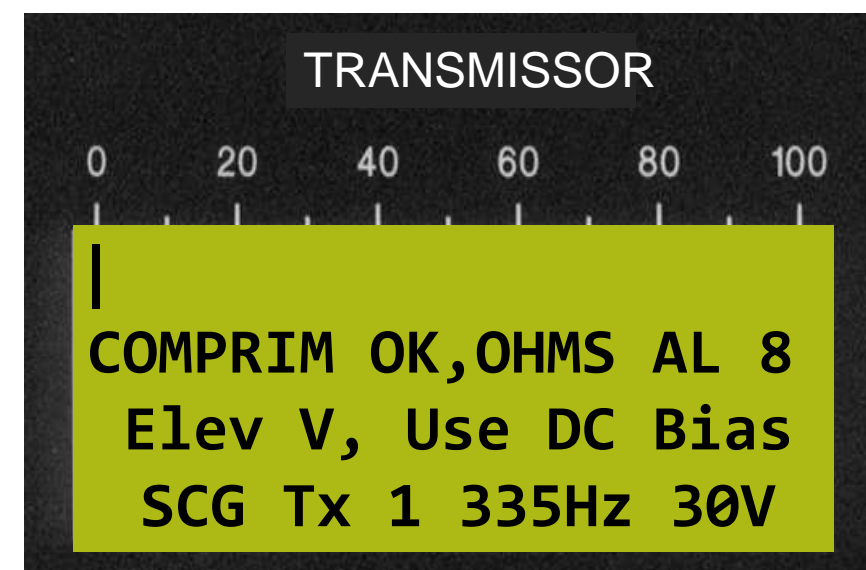 TRANSMISSOR
0 20 40 60 80 100
COMPRIM OK,OHMS AL 8
Elev V, Use DC Bias
SCG Tx 1 335Hz 30V